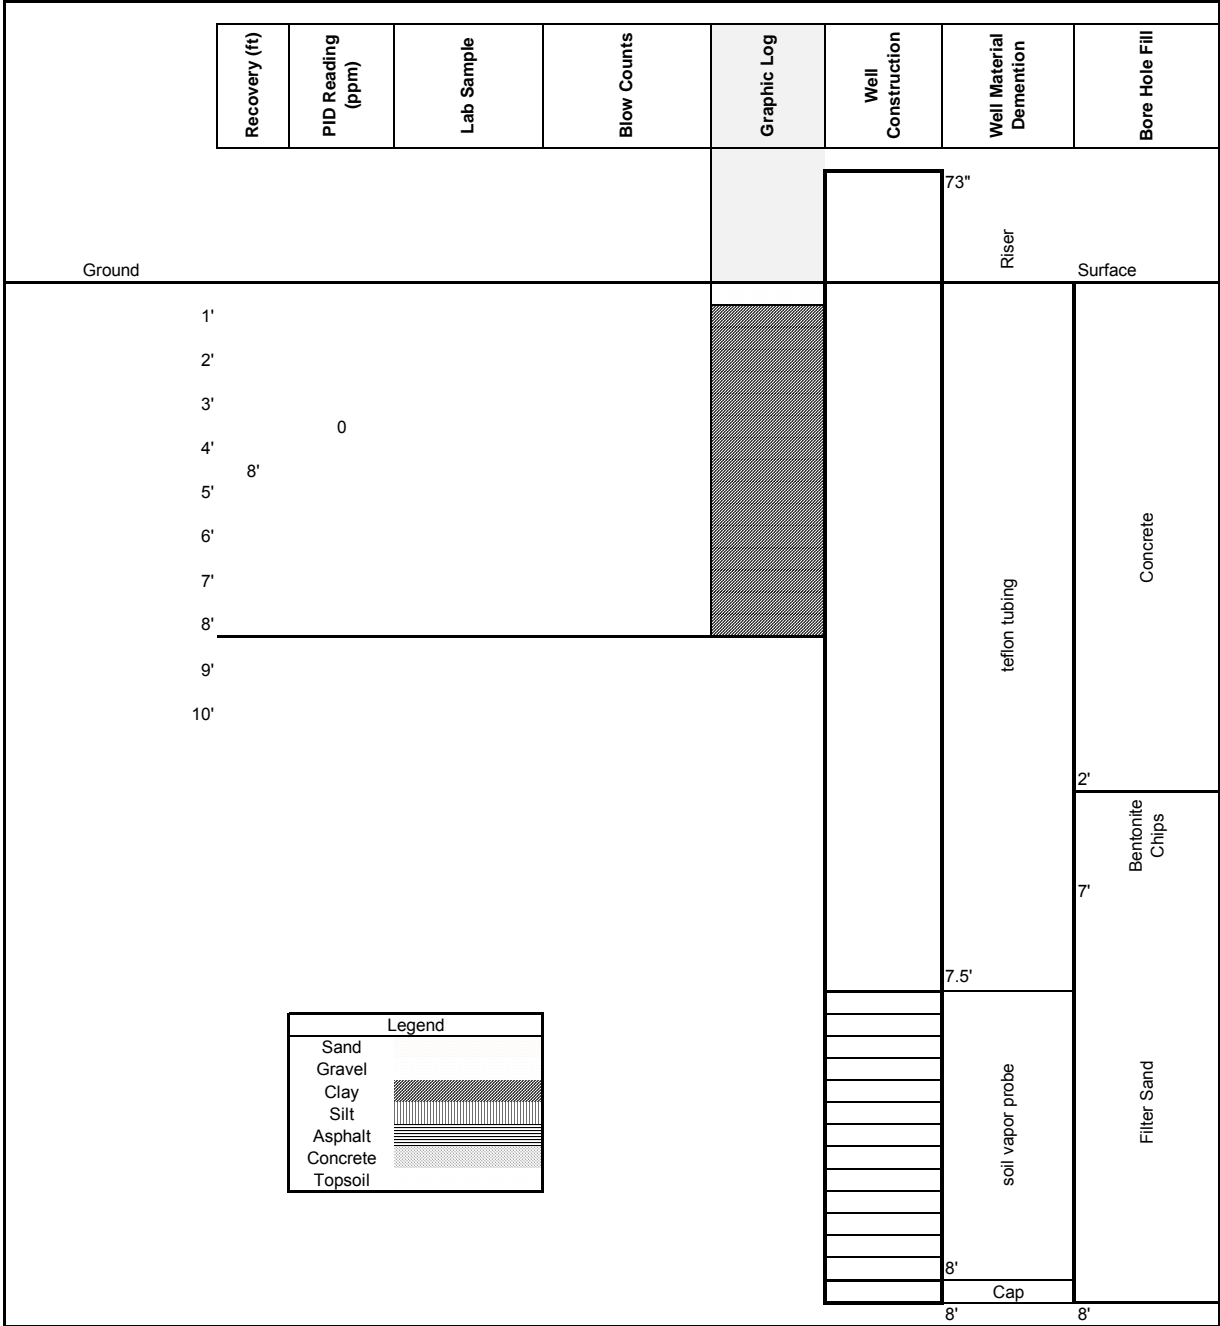 Recovery (ft)
PID Reading
(ppm)
Lab Sample
Blow Counts
Graphic Log
Well
Construction
Well Material
Demention
Bore Hole Fill
73"
Riser
Ground
Surface
1'
2'
3'
0
4'
8'
5'
6'
7'
8'
9'
10'
teflon tubing
Concrete
2'
Bentonite
Chips
7'
7.5'
Legend
Sand
Gravel
Clay
Silt
Asphalt
Concrete
Topsoil
soil vapor probe
Filter Sand
8'
Cap
8'
8'